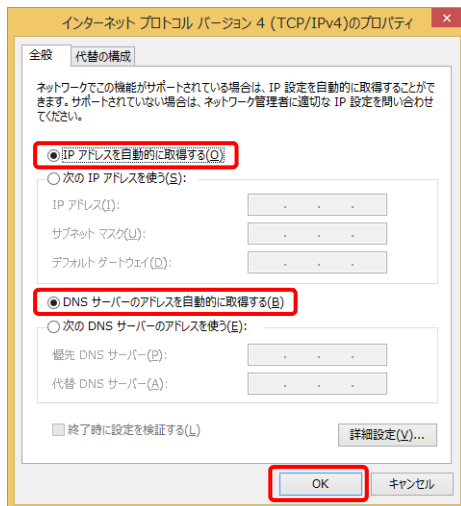 インターネット プロトコル バージョン 4 (TCP/IPv4)のプロパティ
×
全般
代替の構成
ネットワークでこの機能がサポートされている場合は、IP 設定を自動的に取得することがで
きます。サポートされていない場合は、ネットワーク管理者に適切な IP 設定を問い合わせ
てください。
IP アドレスを自動的に取得する(O)
次の IP アドレスを使う(S):
IP アドレス(I):
サブネット マスク(U):
デフォルト ゲートウェイ(D):
DNS サーバーのアドレスを自動的に取得する(B)
次の DNS サーバーのアドレスを使う(E):
優先 DNS サーバー(P):
代替 DNS サーバー(A):
終了時に設定を検証する(L)
詳細設定(V)...
OK
キャンセル